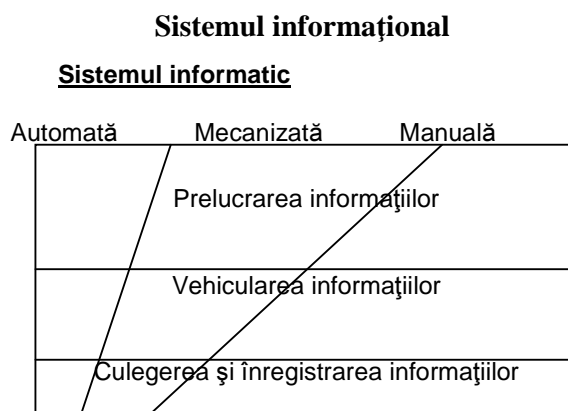 Sistemul informaţional
Sistemul informatic
Automată Mecanizată Manuală
Prelucrarea informaţiilor
Vehicularea informaţiilor
Culegerea şi înregistrarea informaţiilor